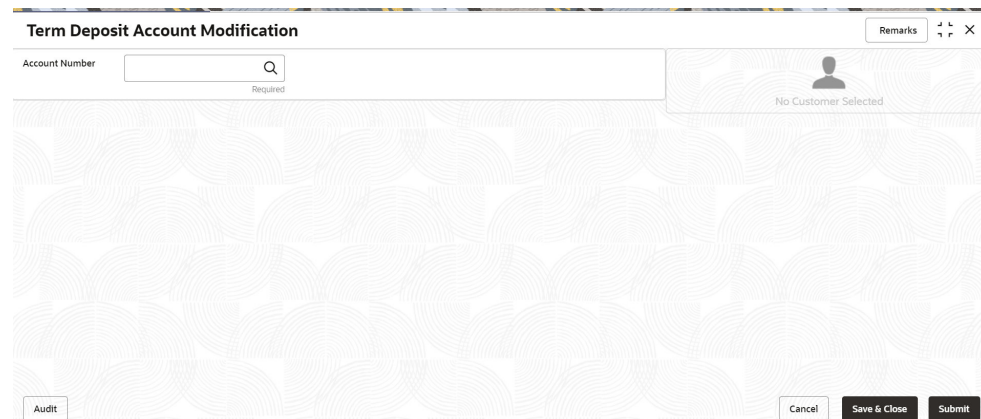 Term Deposit Account Modification
Remarks
Account Number
Required
No Customer Selected
Audit
Cancel
Save & Close
Submit